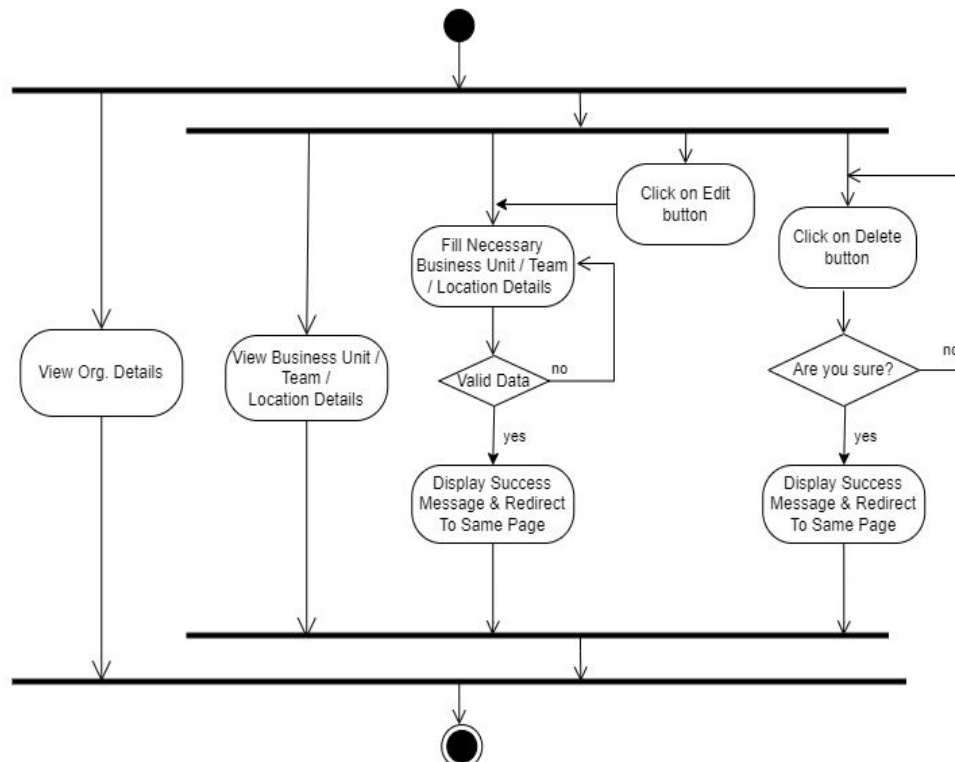 Click on Edit
button
Fill Necessary
Business Unit / Team
/ Location Details
Click on Delete
button
View Org. Details
View Business Unit /
Team /
Location Details
Valid Data
no
Are you sure?
no
yes
yes
Display Success
Message & Redirect
To Same Page
Display Success
Message & Redirect
To Same Page